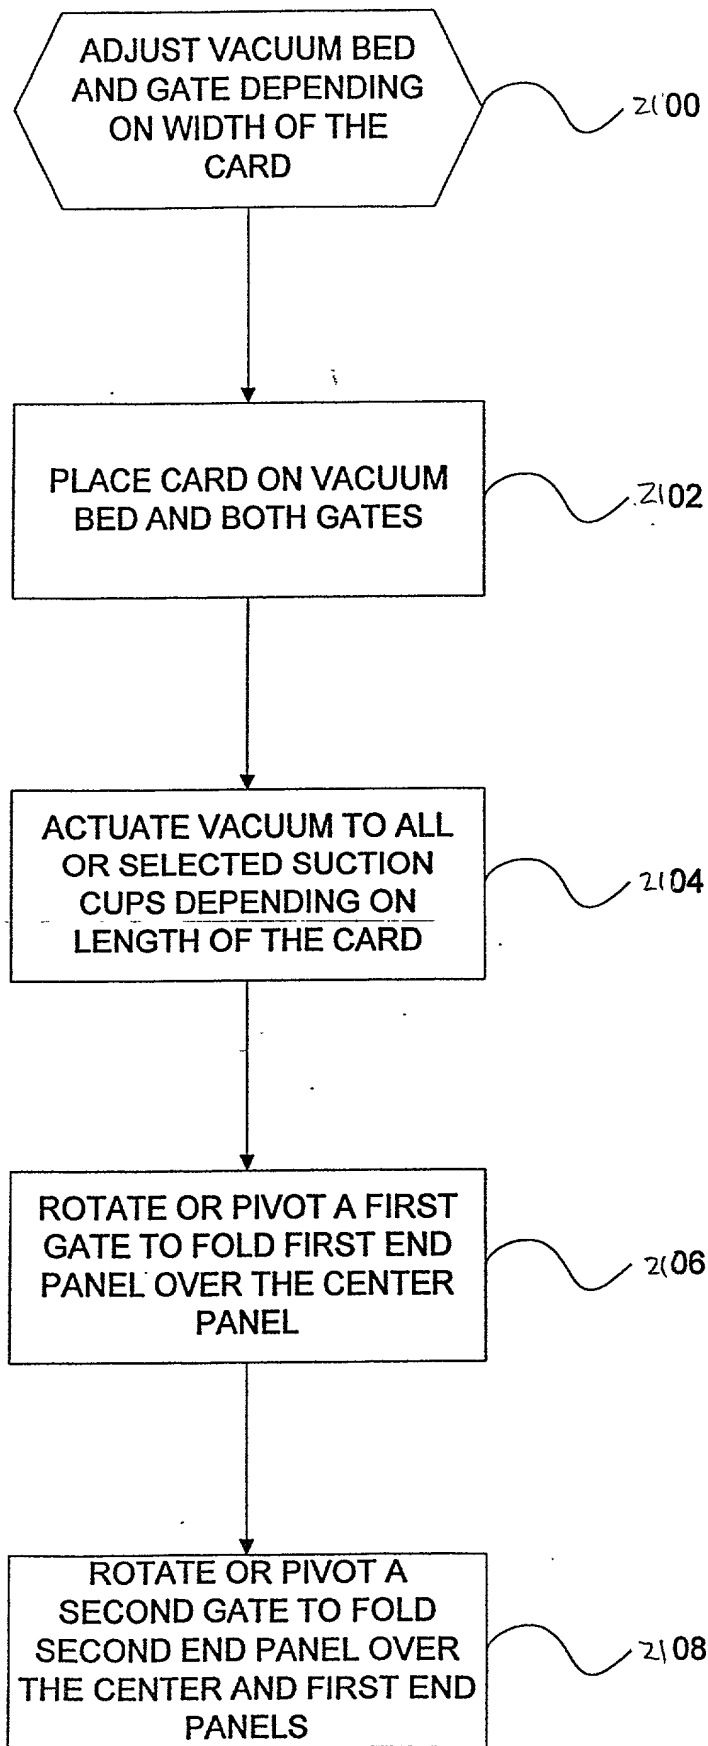 ADJUST VACUUM BED
AND GATE DEPENDING
ON WIDTH OF THE
CARD
2100
PLACE CARD ON VACUUM
BED AND BOTH GATES
2102
ACTUATE VACUUM TO ALL
OR SELECTED SUCTION
CUPS DEPENDING ON
LENGTH OF THE CARD
2104
ROTATE OR PIVOT A FIRST
GATE TO FOLD FIRST END
PANEL OVER THE CENTER
PANEL
2106
ROTATE OR PIVOT A
SECOND GATE TO FOLD
SECOND END PANEL OVER
THE CENTER AND FIRST END
PANELS
2108